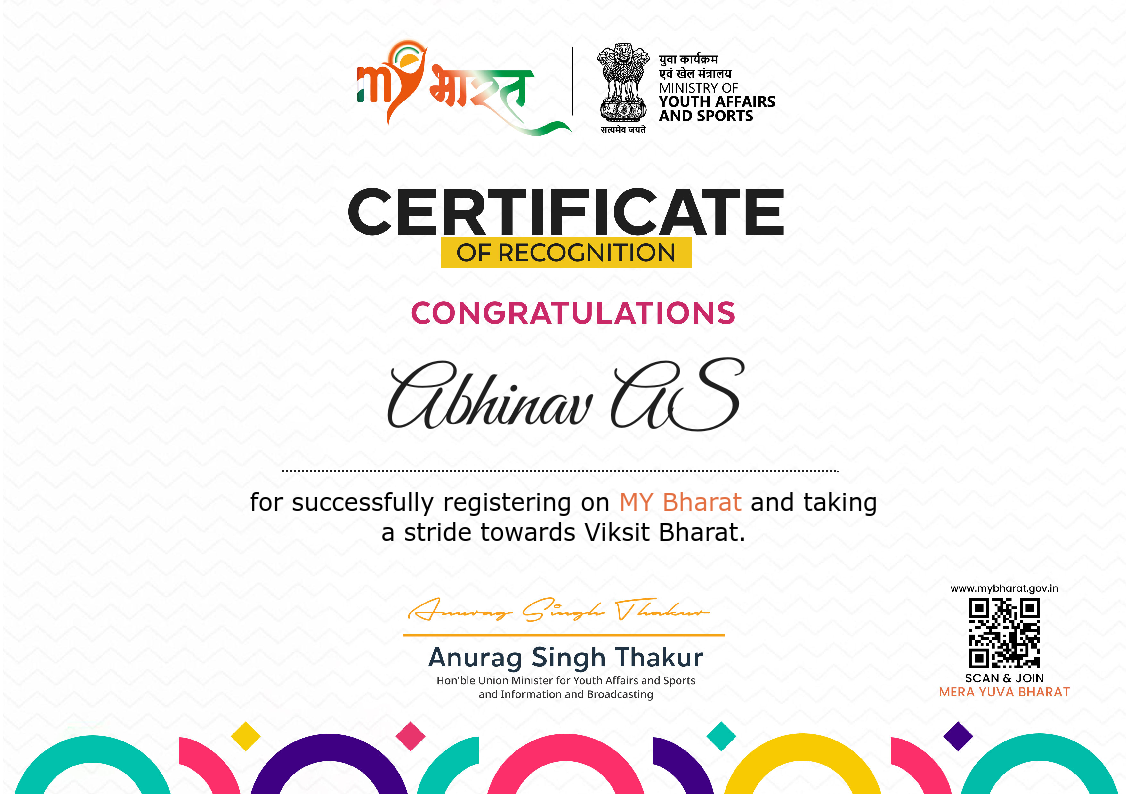 my भारत
युवा कार्यक्रम
एवं खेल मंत्रालय
MINISTRY OF
YOUTH AFFAIRS
AND SPORTS
सत्यमेव जयते
CERTIFICATE
OF RECOGNITION
CONGRATULATIONS
Abhinav AS
for successfully registering on MY Bharat and taking
a stride towards Viksit Bharat.
Anurag Singh Thakur
Anurag Singh Thakur
Hon'ble Union Minister for Youth Affairs and Sports
and Information and Broadcasting
www.mybharat.gov.in
SCAN & JOIN
MERA YUVA BHARAT